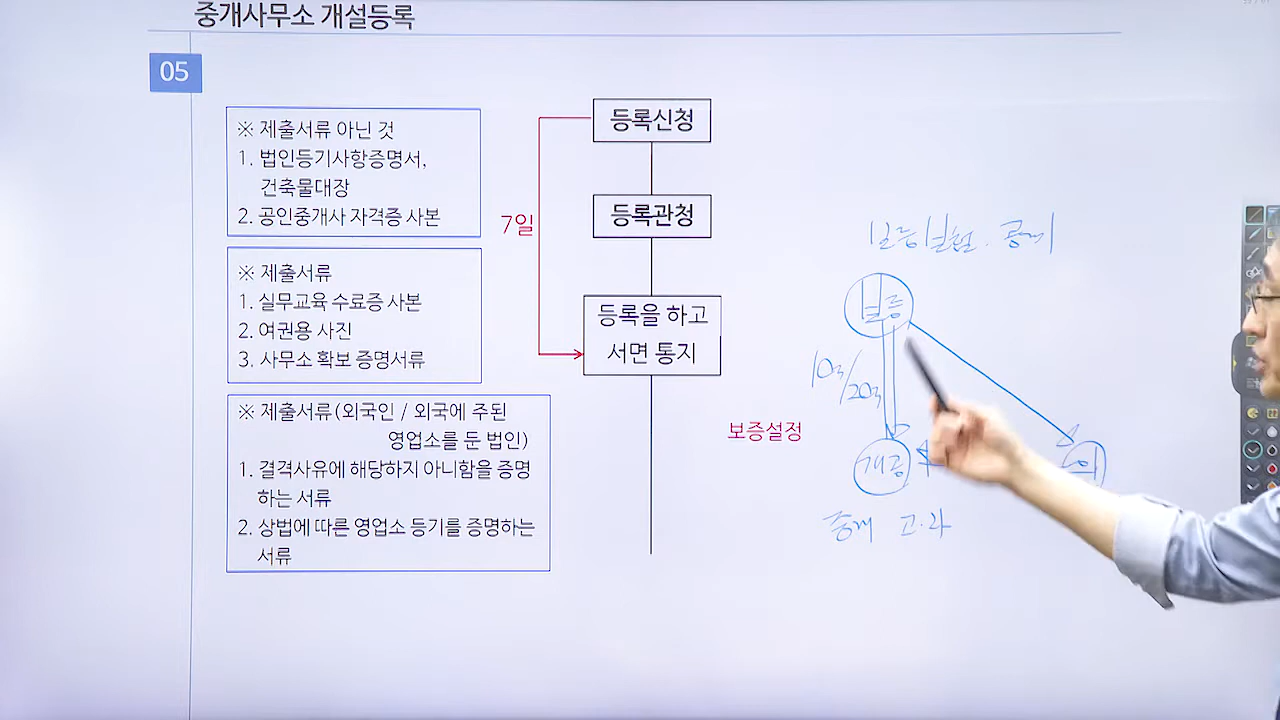 중개사무소 개설등록
05
※ 제출서류 아닌 것
1. 법인등기사항증명서,
건축물대장
2. 공인중개사 자격증 사본
※ 제출서류
1. 실무교육 수료증 사본
2. 여권용 사진
3. 사무소 확보 증명서류
※ 제출서류(외국인 / 외국에 주된
영업소를 둔 법인)
1. 결격사유에 해당하지 아니함을 증명
하는 서류
2. 상법에 따른 영업소 등기를 증명하는
서류
7일
등록신청
등록관청
등록을 하고
서면 통지
보증설정
보증보험. 공제
보증
개공
의
중개 고·과